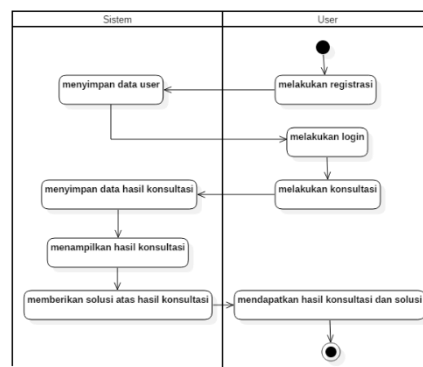 Sistem
User
melakukan registrasi
menyimpan data user
melakukan login
melakukan konsultasi
menyimpan data hasil konsultasi
menampilkan hasil konsultasi
memberikan solusi atas hasil konsultasi
mendapatkan hasil konsultasi dan solusi